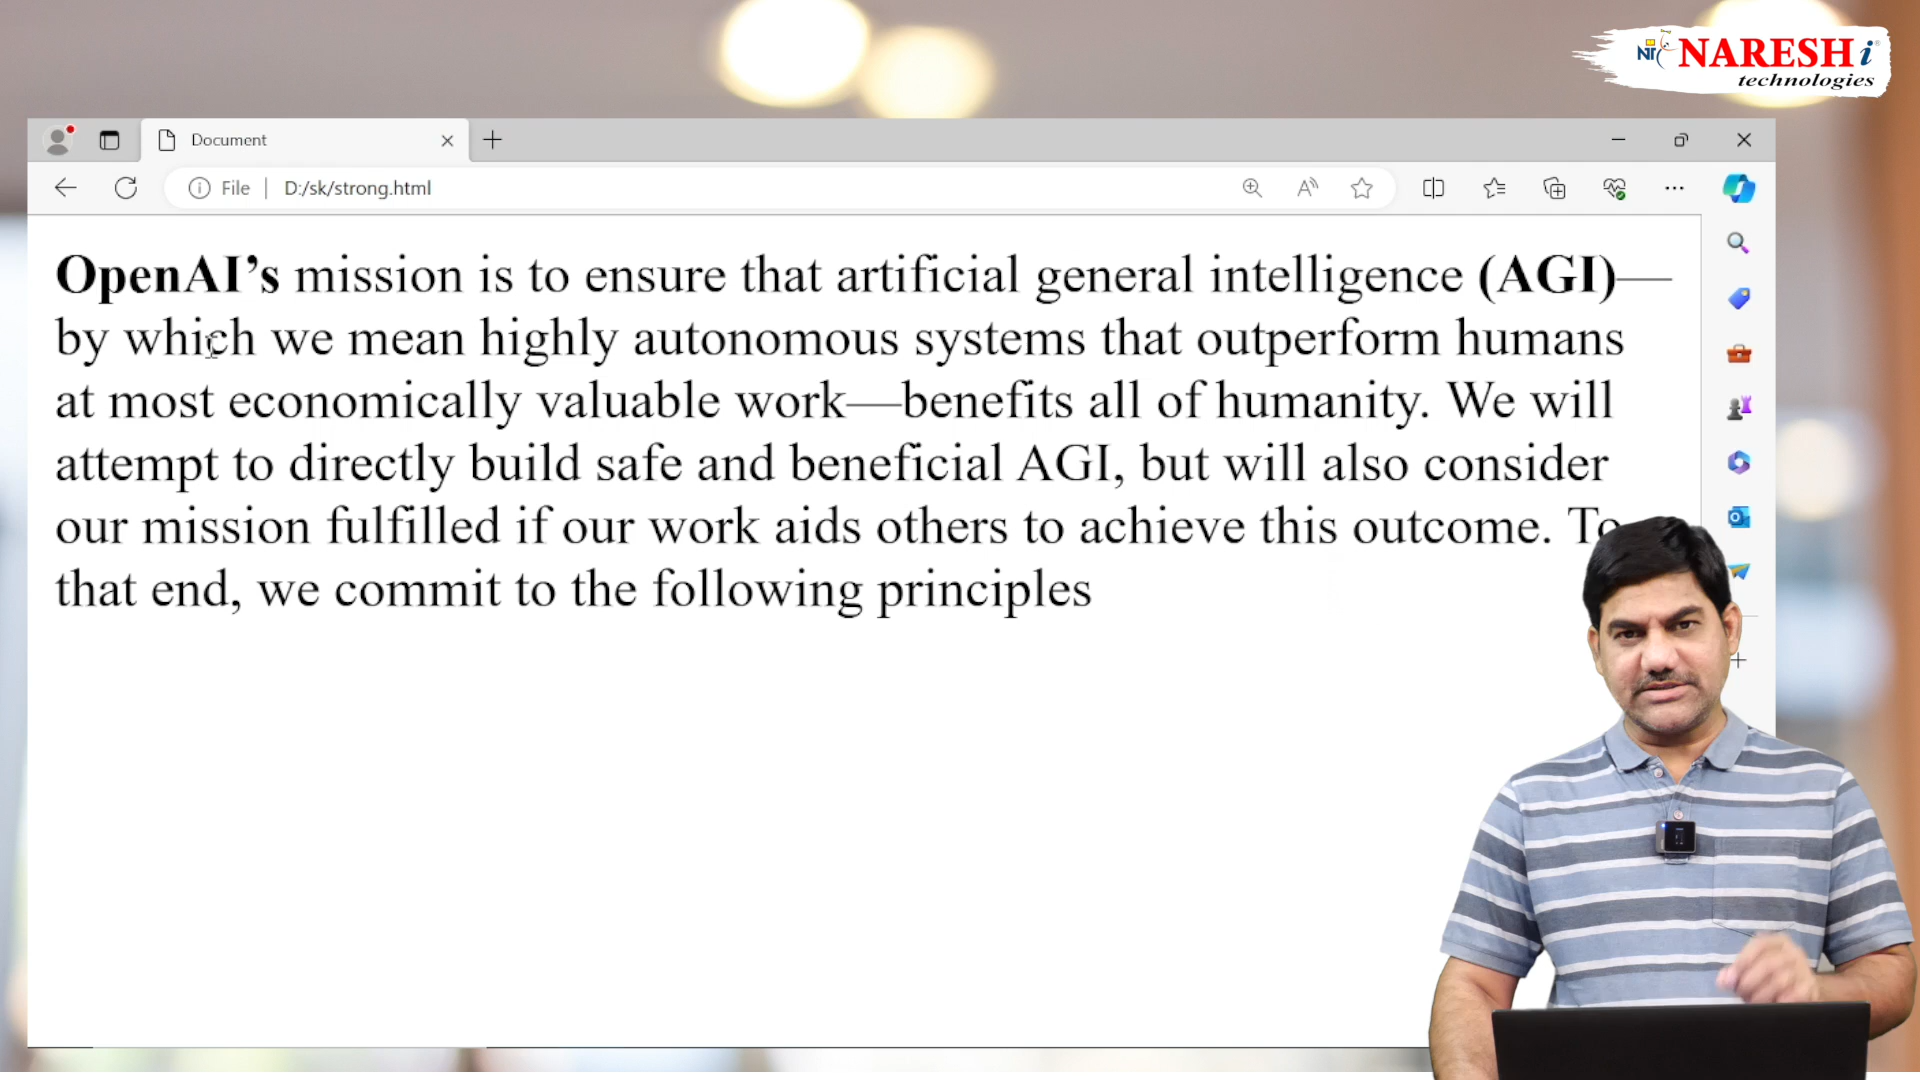 NIT NARESH i
technologies
Document
File D:/sk/strong.html
OpenAI’s mission is to ensure that artificial general intelligence (AGI)—
by which we mean highly autonomous systems that outperform humans
at most economically valuable work—benefits all of humanity. We will
attempt to directly build safe and beneficial AGI, but will also consider
our mission fulfilled if our work aids others to achieve this outcome. To
that end, we commit to the following principles